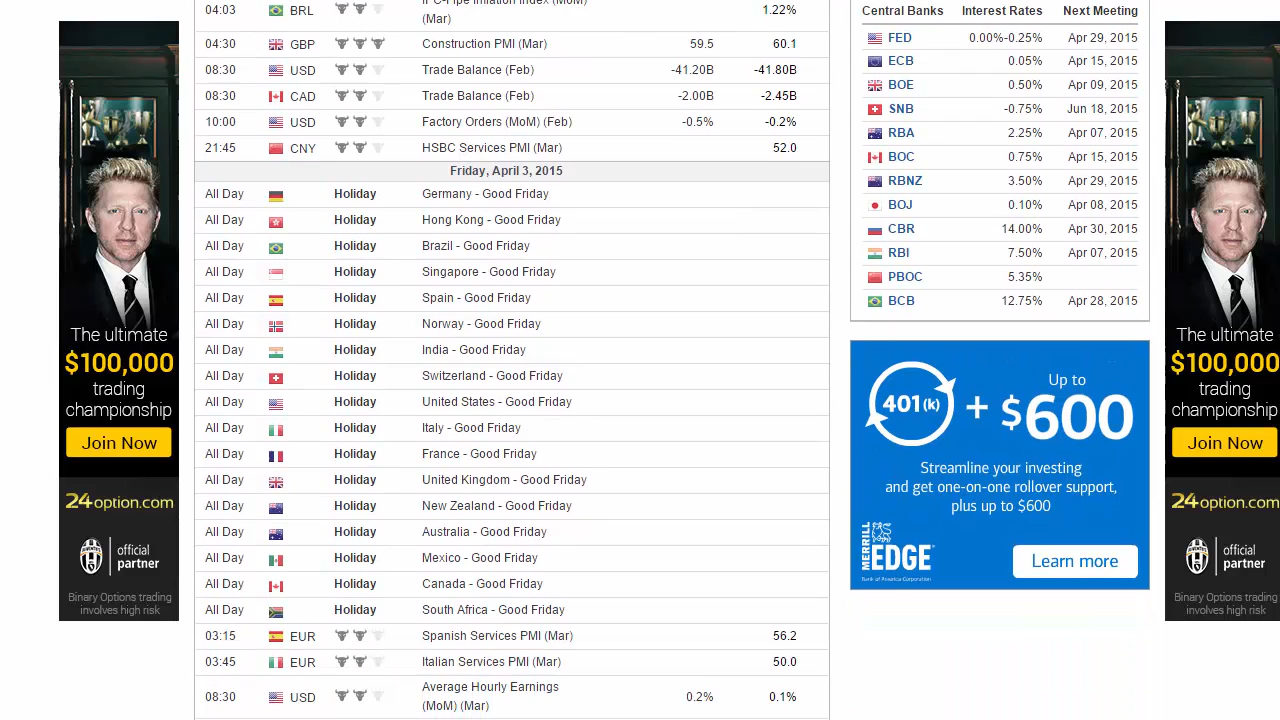 IPC-Fipe Inflation Index (MoM)
04:03 BRL (Mar) 1.22%
04:30 GBP Construction PMI (Mar) 59.5 60.1
08:30 USD Trade Balance (Feb) -41.20B -41.80B
08:30 CAD Trade Balance (Feb) -2.00B -2.45B
10:00 USD Factory Orders (MoM) (Feb) -0.5% -0.2%
21:45 CNY HSBC Services PMI (Mar) 52.0
Friday, April 3, 2015
All Day Holiday Germany - Good Friday
All Day Holiday Hong Kong - Good Friday
All Day Holiday Brazil - Good Friday
All Day Holiday Singapore - Good Friday
All Day Holiday Spain - Good Friday
All Day Holiday Norway - Good Friday
All Day Holiday India - Good Friday
All Day Holiday Switzerland - Good Friday
All Day Holiday United States - Good Friday
All Day Holiday Italy - Good Friday
All Day Holiday France - Good Friday
All Day Holiday United Kingdom - Good Friday
All Day Holiday New Zealand - Good Friday
All Day Holiday Australia - Good Friday
All Day Holiday Mexico - Good Friday
All Day Holiday Canada - Good Friday
All Day Holiday South Africa - Good Friday
03:15 EUR Spanish Services PMI (Mar) 56.2
03:45 EUR Italian Services PMI (Mar) 50.0
08:30 USD Average Hourly Earnings 0.2% 0.1%
(MoM) (Mar)
Central Banks Interest Rates Next Meeting
FED 0.00%-0.25% Apr 29, 2015
ECB 0.05% Apr 15, 2015
BOE 0.50% Apr 09, 2015
SNB -0.75% Jun 18, 2015
RBA 2.25% Apr 07, 2015
BOC 0.75% Apr 15, 2015
RBNZ 3.50% Apr 29, 2015
BOJ 0.10% Apr 08, 2015
CBR 14.00% Apr 30, 2015
RBI 7.50% Apr 07, 2015
PBOC 5.35%
BCB 12.75% Apr 28, 2015
401(k) + Up to
$600
Streamline your investing
and get one-on-one rollover support,
plus up to $600
MERRILL EDGE
Bank of America Corporation
Learn more
The ultimate
$100,000
trading
championship
Join Now
24option.com
JUVENTUS
official
partner
Binary Options trading
involves high risk
The ultimate
$100,000
trading
championship
Join Now
24option.com
JUVENTUS
official
partner
Binary Options trading
involves high risk